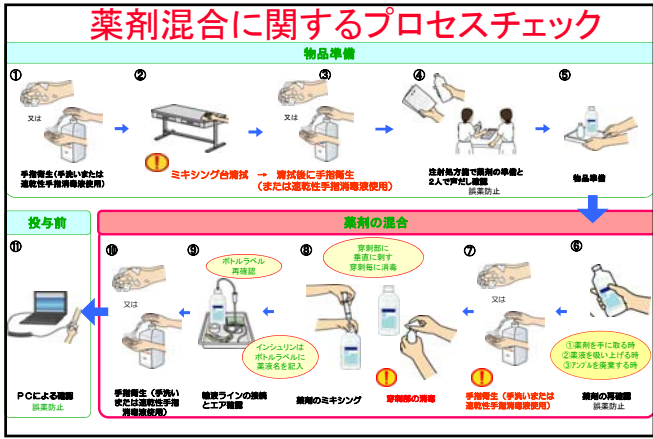 薬剤混合に関するプロセスチェック
物品準備
①
又は
手指衛生(手洗いまたは
速乾性手指消毒液使用)
②
ミキシング台清拭 → 清拭後に手指衛生
(または速乾性手指消毒液使用)
③
又は
④
注射処方箋で薬剤の準備と
2人で声だし確認
誤薬防止
⑤
物品準備
薬剤の混合
⑥
①薬剤を手に取る時
②薬液を吸い上げる時
③アンプルを廃棄する時
薬剤の再確認
誤薬防止
⑦
又は
手指衛生(手洗いまたは
速乾性手指消毒液使用)
穿刺部に
垂直に刺す
穿刺毎に消毒
穿刺部の消毒
⑧
薬剤のミキシング
⑨
ボトルラベル
再確認
インシュリンは
ボトルラベルに
薬液名を記入
輸液ラインの接続
とエア確認
⑩
又は
手指衛生(手洗い
または速乾性手指
消毒液使用)
投与前
⑪
PCによる確認
誤薬防止